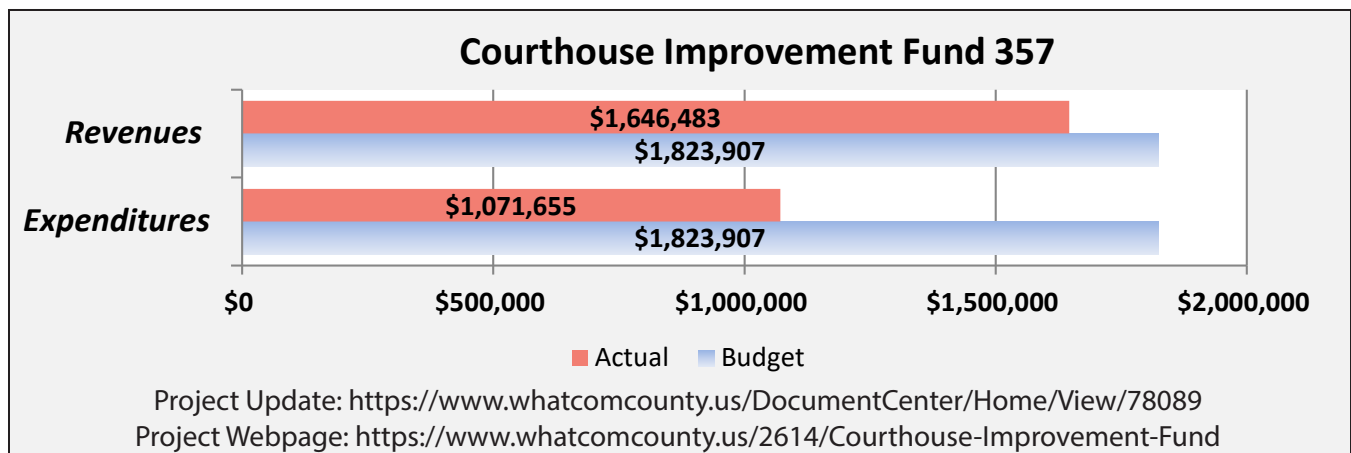 Courthouse Improvement Fund 357
Revenues
$1,646,483
$1,823,907
Expenditures
$1,071,655
$1,823,907
$0 $500,000 $1,000,000 $1,500,000 $2,000,000
Actual Budget
Project Update: https://www.whatcomcounty.us/DocumentCenter/Home/View/78089
Project Webpage: https://www.whatcomcounty.us/2614/Courthouse-Improvement-Fund